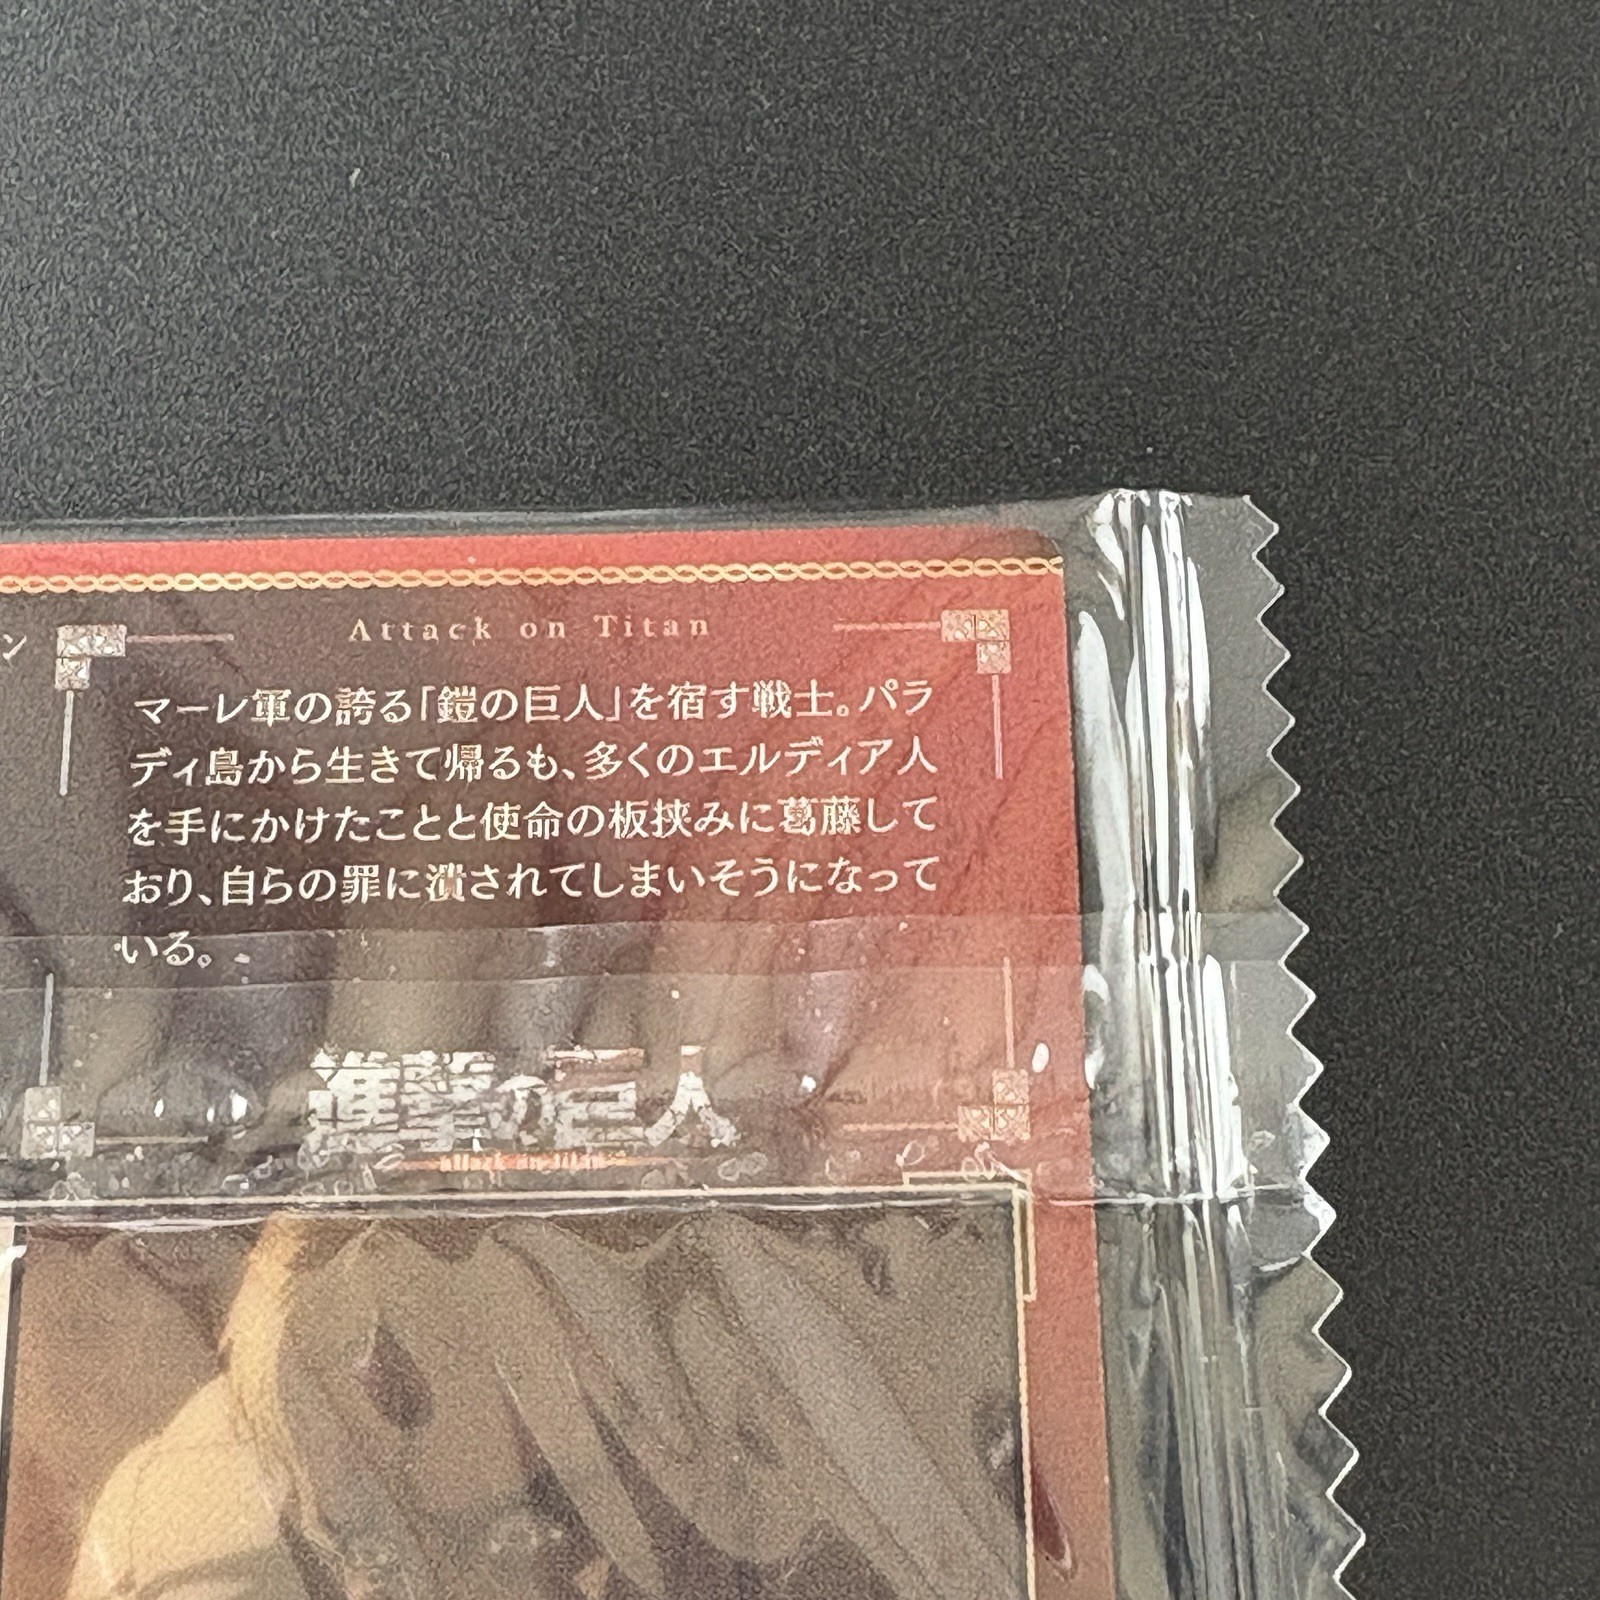 ン
Attack on Titan
マーレ軍の誇る「鎧の巨人」を宿す戦士。パラ
ディ島から生きて帰るも、多くのエルディア人
を手にかけたことと使命の板挟みに葛藤して
おり、自らの罪に潰されてしまいそうになって
いる。
進撃の巨人
attack on titan